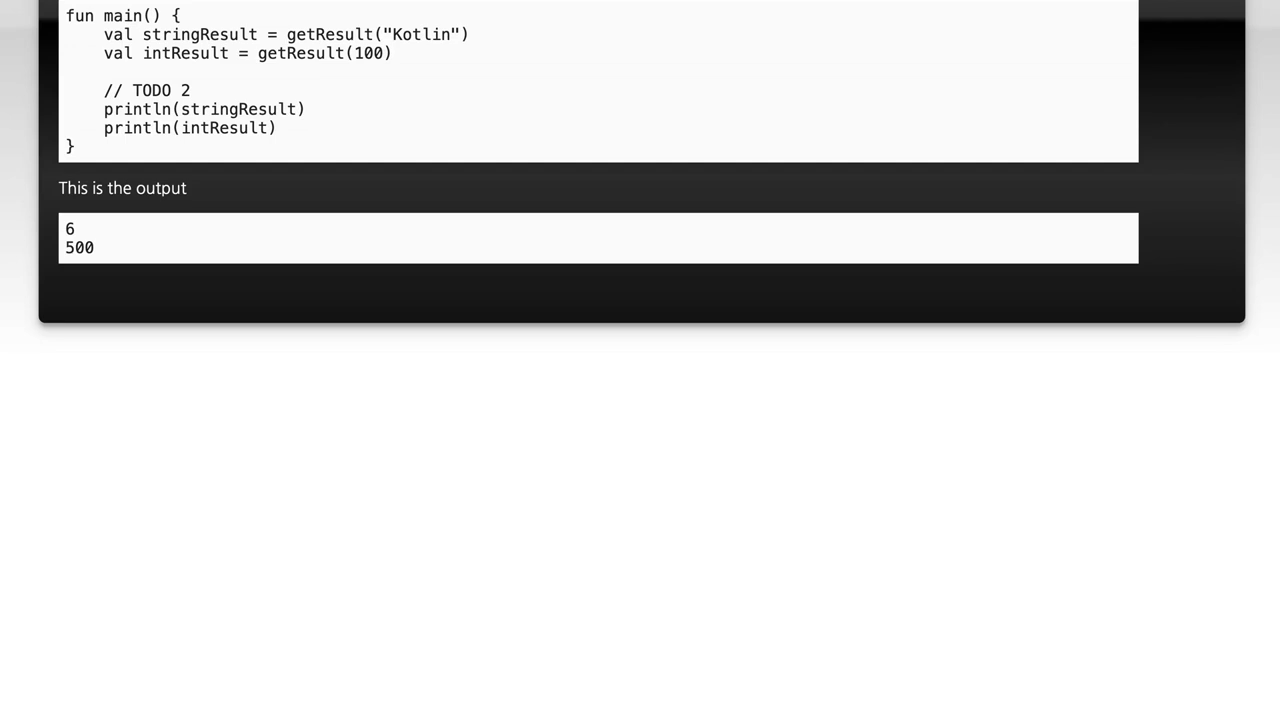 fun main() {
    val stringResult = getResult("Kotlin")
    val intResult = getResult(100)
    // TODO 2
    println(stringResult)
    println(intResult)
}
This is the output
6
500